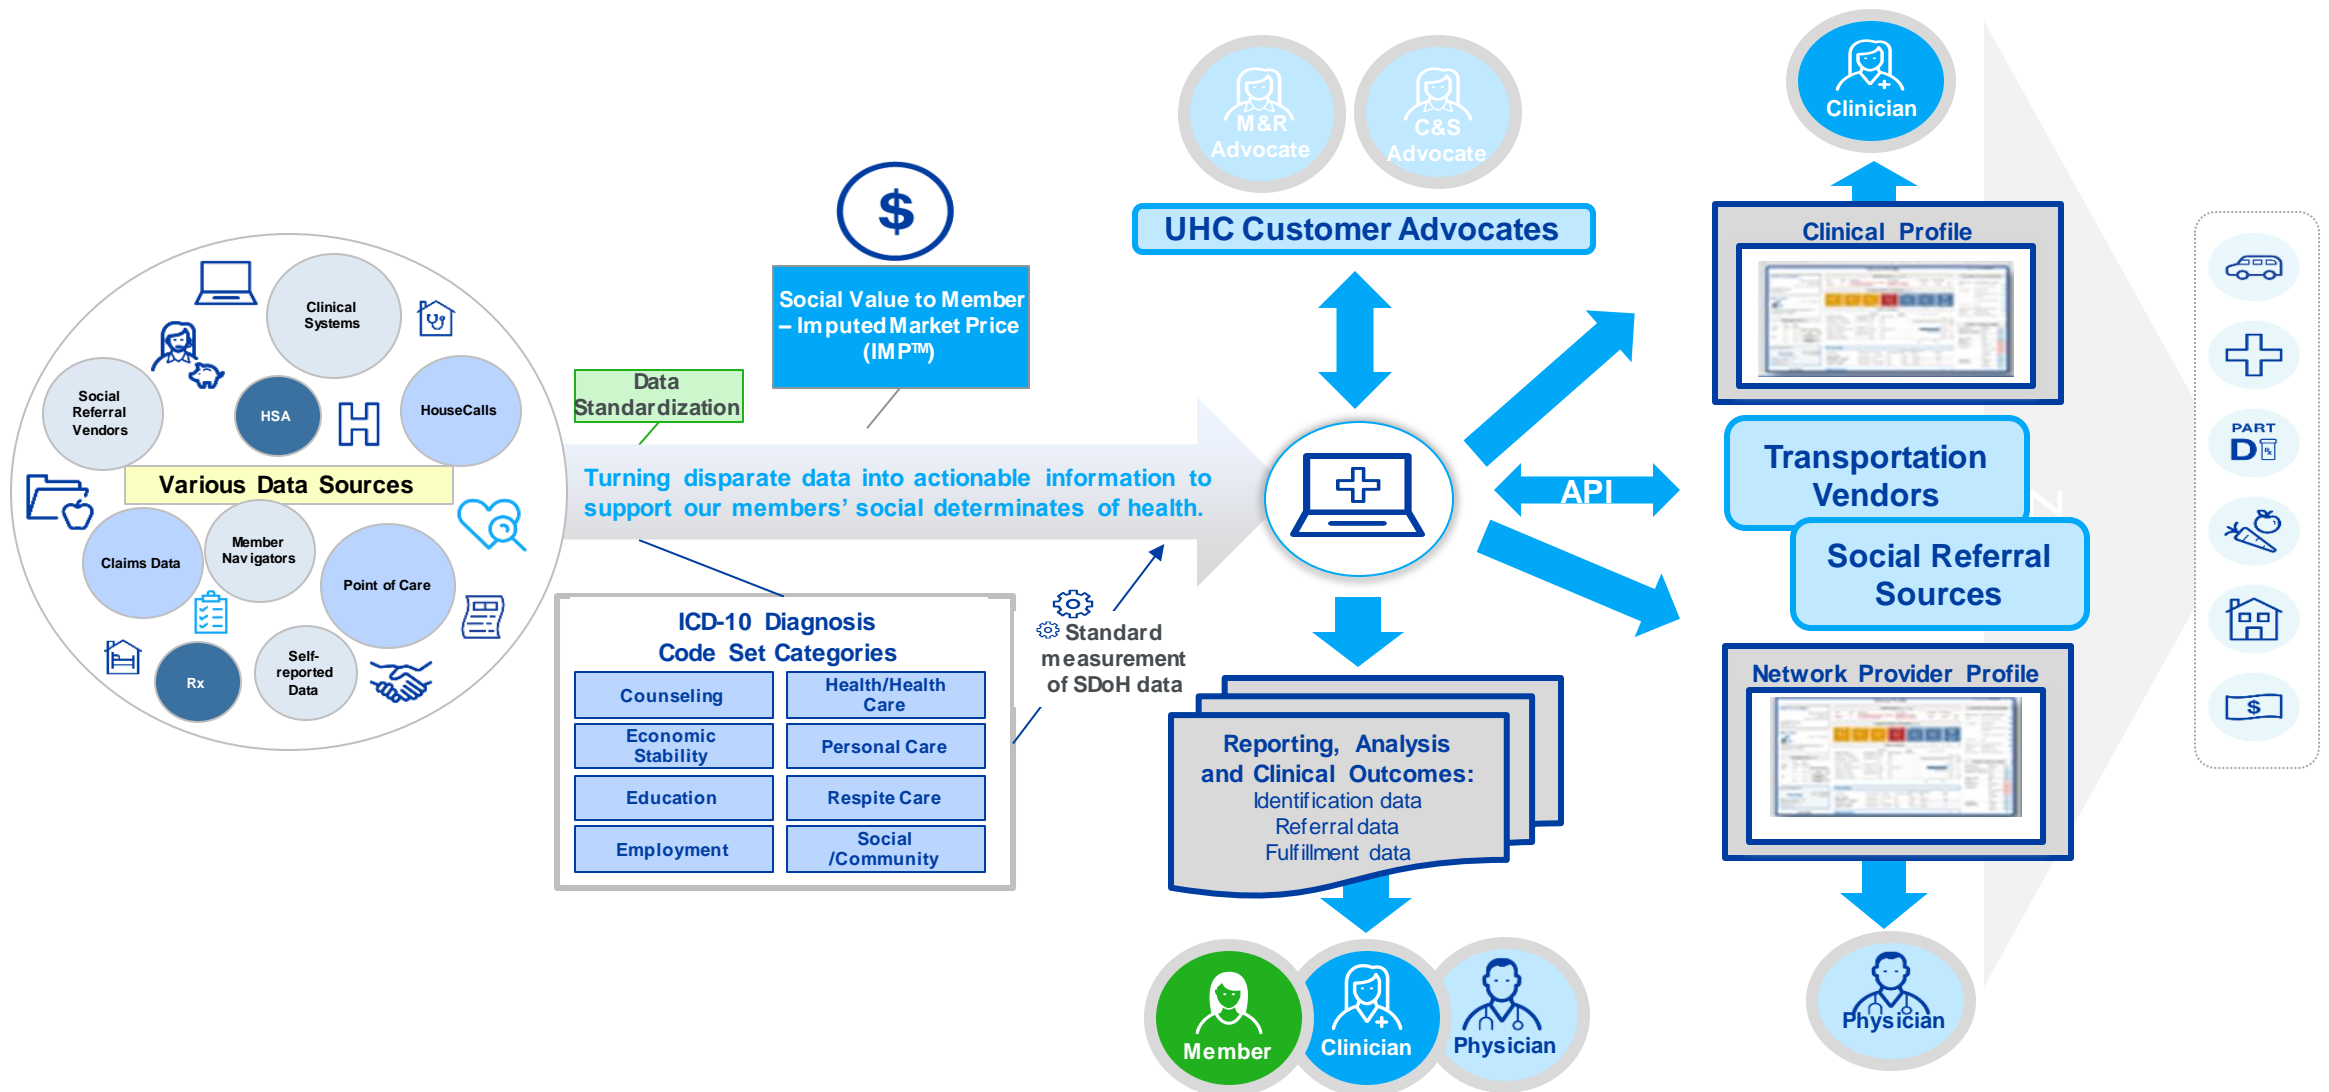 Clinical
Systems
Social
Referral
Vendors
HSA
HouseCalls
Various Data Sources
Claims Data
Member
Navigators
Point of Care
Rx
Self-
reported
Data
Data
Standardization
$
Social Value to Member
– Imputed Market Price
(IMP™)
Turning disparate data into actionable information to
support our members’ social determinates of health.
ICD-10 Diagnosis
Code Set Categories
Counseling
Health/Health
Care
Economic
Stability
Personal Care
Education
Respite Care
Employment
Social
/Community
Standard
measurement
of SDoH data
M&R
Advocate
C&S
Advocate
UHC Customer Advocates
API
Reporting, Analysis
and Clinical Outcomes:
Identification data
Referral data
Fulfillment data
Member
Clinician
Physician
Clinician
Clinical Profile
Transportation
Vendors
Social Referral
Sources
Network Provider Profile
Physician
PART
D
$